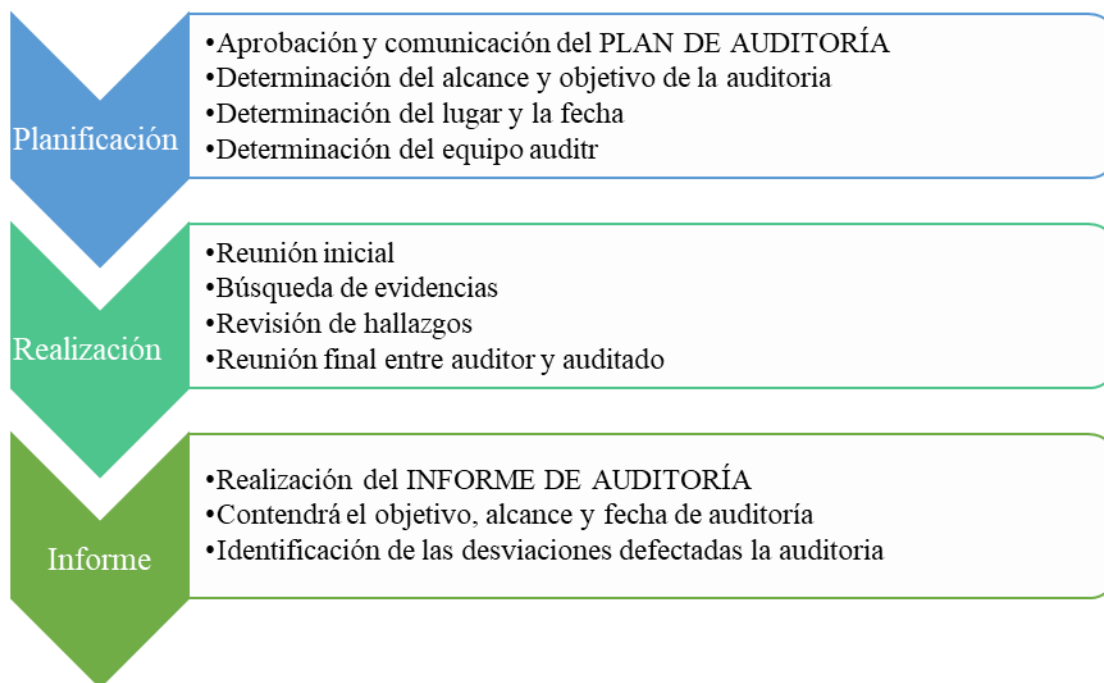 Planificación
•Aprobación y comunicación del PLAN DE AUDITORÍA
•Determinación del alcance y objetivo de la auditoria
•Determinación del lugar y la fecha
•Determinación del equipo auditr
Realización
•Reunión inicial
•Búsqueda de evidencias
•Revisión de hallazgos
•Reunión final entre auditor y auditado
Informe
•Realización del INFORME DE AUDITORÍA
•Contendrá el objetivo, alcance y fecha de auditoría
•Identificación de las desviaciones defectadas la auditoria